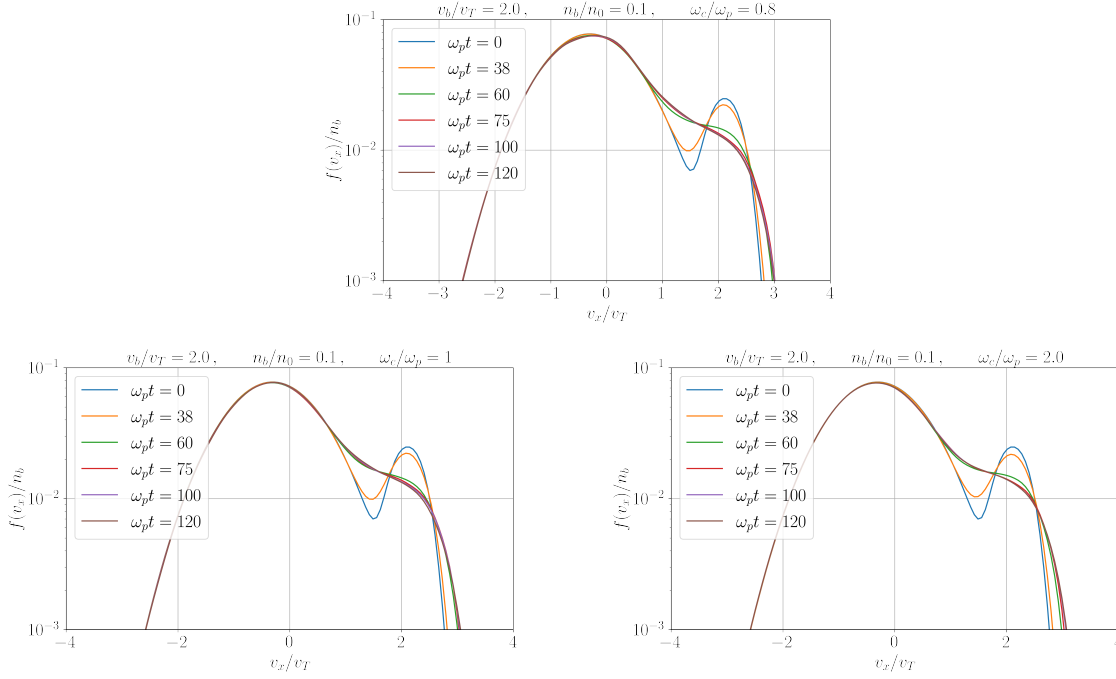 v_b/v_T = 2.0 , n_b/n_0 = 0.1 , ω_c/ω_p = 0.8
10^{-1}
10^{-2}
10^{-3}
f(v_x)/n_b
ω_p t = 0
ω_p t = 38
ω_p t = 60
ω_p t = 75
ω_p t = 100
ω_p t = 120
−4 −3 −2 −1 0 1 2 3 4
v_x/v_T
v_b/v_T = 2.0 , n_b/n_0 = 0.1 , ω_c/ω_p = 1
10^{-1}
10^{-2}
10^{-3}
f(v_x)/n_b
ω_p t = 0
ω_p t = 38
ω_p t = 60
ω_p t = 75
ω_p t = 100
ω_p t = 120
−4 −2 0 2 4
v_x/v_T
v_b/v_T = 2.0 , n_b/n_0 = 0.1 , ω_c/ω_p = 2.0
10^{-1}
10^{-2}
10^{-3}
f(v_x)/n_b
ω_p t = 0
ω_p t = 38
ω_p t = 60
ω_p t = 75
ω_p t = 100
ω_p t = 120
−4 −2 0 2 4
v_x/v_T